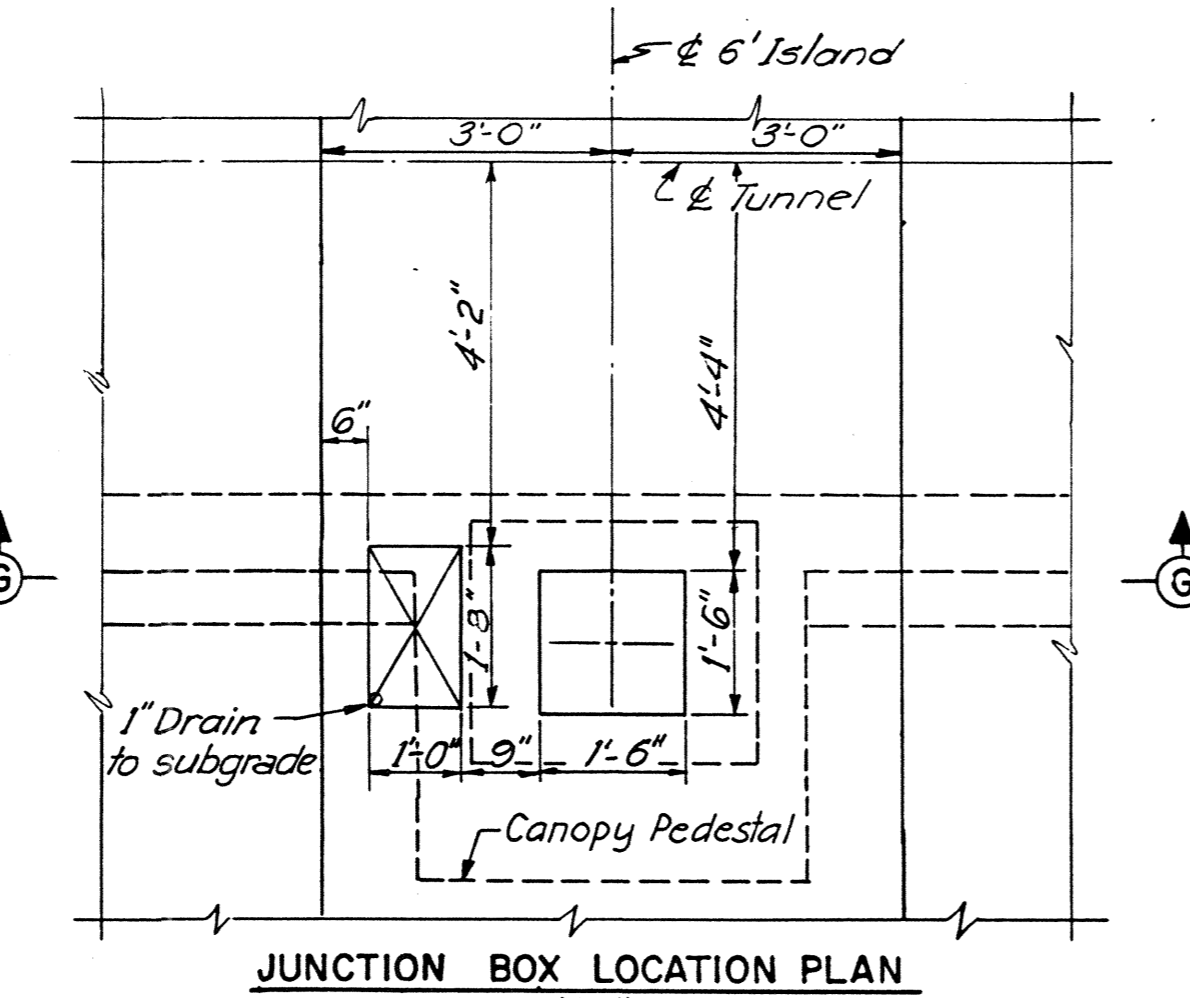 ℄ 6' Island
3'-0"
3'-0"
℄ Tunnel
4'-2"
4'-4"
6"
G
G
1'-8"
1'-6"
1" Drain
to subgrade
1'-0"
9"
1'-6"
Canopy Pedestal
JUNCTION BOX LOCATION PLAN